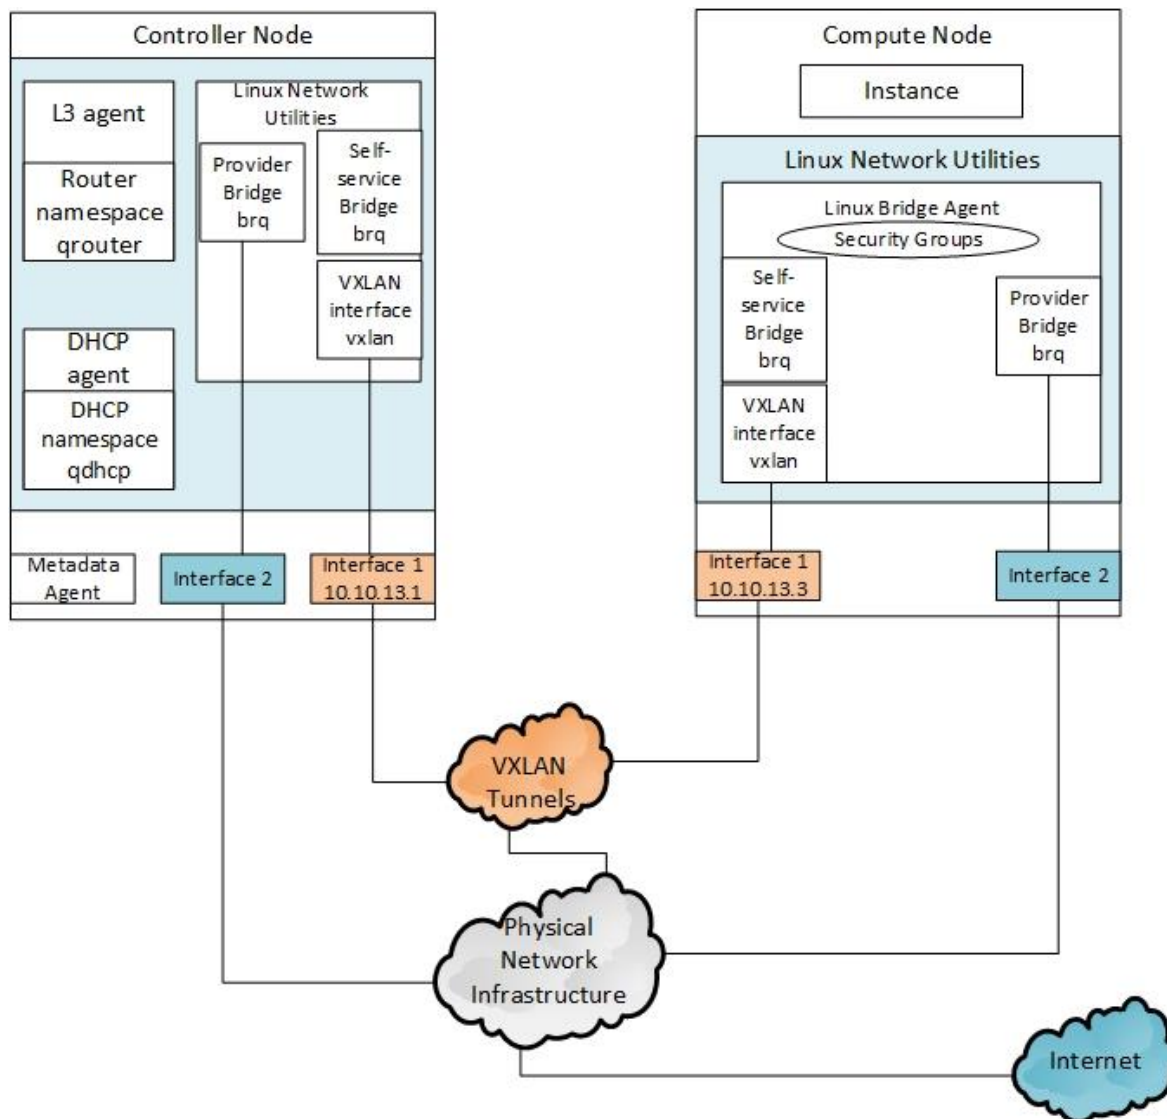 Controller Node
L3 agent
Router
namespace
qrouter
DHCP
agent
DHCP
namespace
qdhcp
Linux Network
Utilities
Provider
Bridge
brq
Self-
service
Bridge
brq
VXLAN
interface
vxlan
Metadata
Agent
Interface 2
Interface 1
10.10.13.1
Compute Node
Instance
Linux Network Utilities
Linux Bridge Agent
Security Groups
Self-
service
Bridge
brq
VXLAN
interface
vxlan
Provider
Bridge
brq
Interface 1
10.10.13.3
Interface 2
VXLAN
Tunnels
Physical
Network
Infrastructure
Internet